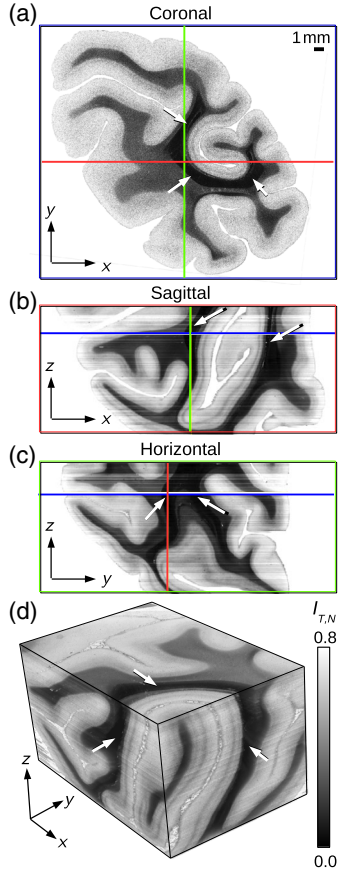 (a) Coronal
1 mm
y
x
(b) Sagittal
z
x
(c) Horizontal
z
y
(d)
I_{T,N}
0.8
z
y
x
0.0